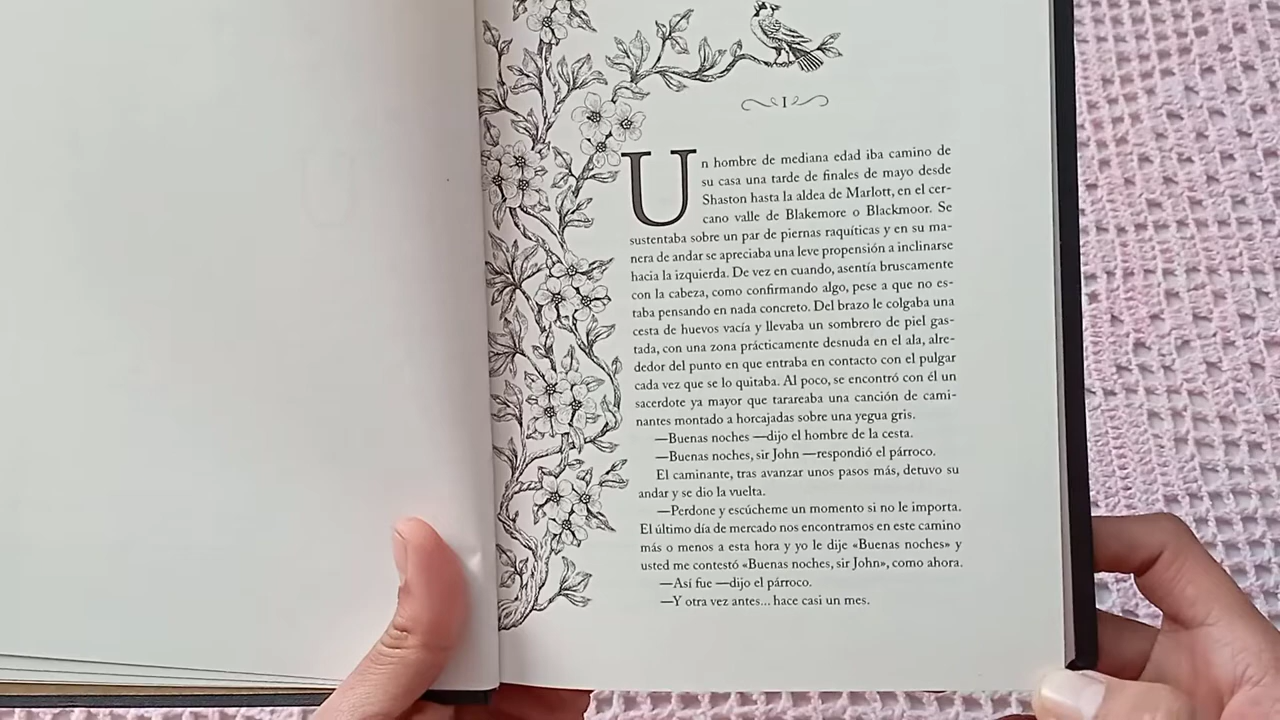 I
Un hombre de mediana edad iba camino de
su casa una tarde de finales de mayo desde
Shaston hasta la aldea de Marlott, en el cer-
cano valle de Blakemore o Blackmoor. Se
sustentaba sobre un par de piernas raquíticas y en su ma-
nera de andar se apreciaba una leve propensión a inclinarse
hacia la izquierda. De vez en cuando, asentía bruscamente
con la cabeza, como confirmando algo, pese a que no es-
taba pensando en nada concreto. Del brazo le colgaba una
cesta de huevos vacía y llevaba un sombrero de piel gas-
tada, con una zona prácticamente desnuda en el ala, alre-
dedor del punto en que entraba en contacto con el pulgar
cada vez que se lo quitaba. Al poco, se encontró con él un
sacerdote ya mayor que tarareaba una canción de cami-
nantes montado a horcajadas sobre una yegua gris.
—Buenas noches —dijo el hombre de la cesta.
—Buenas noches, sir John —respondió el párroco.
El caminante, tras avanzar unos pasos más, detuvo su
andar y se dio la vuelta.
—Perdone y escúcheme un momento si no le importa.
El último día de mercado nos encontramos en este camino
más o menos a esta hora y yo le dije «Buenas noches» y
usted me contestó «Buenas noches, sir John», como ahora.
—Así fue —dijo el párroco.
—Y otra vez antes... hace casi un mes.